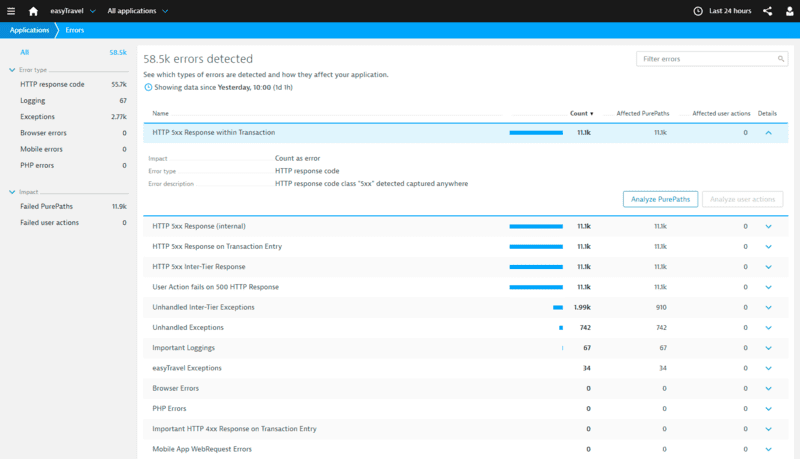 easyTravel All applications Last 24 hours
Applications Errors
All 58.5k
Error type
HTTP response code 55.7k
Logging 67
Exceptions 2.77k
Browser errors 0
Mobile errors 0
PHP errors 0
Impact
Failed PurePaths 11.9k
Failed user actions 0
58.5k errors detected
Filter errors
See which types of errors are detected and how they affect your application.
Showing data since Yesterday, 10:00 (1d 1h)
Name Count ▼ Affected PurePaths Affected user actions Details
HTTP 5xx Response within Transaction 11.1k 11.1k 0
Impact Count as error
Error type HTTP response code
Error description HTTP response code class "5xx" detected captured anywhere
Analyze PurePaths Analyze user actions
HTTP 5xx Response (internal) 11.1k 11.1k 0
HTTP 5xx Response on Transaction Entry 11.1k 11.1k 0
HTTP 5xx Inter-Tier Response 11.1k 11.1k 0
User Action fails on 500 HTTP Response 11.1k 11.1k 0
Unhandled Inter-Tier Exceptions 1.99k 910 0
Unhandled Exceptions 742 742 0
Important Loggings 67 67 0
easyTravel Exceptions 34 34 0
Browser Errors 0 0 0
PHP Errors 0 0 0
Important HTTP 4xx Response on Transaction Entry 0 0 0
Mobile App WebRequest Errors 0 0 0